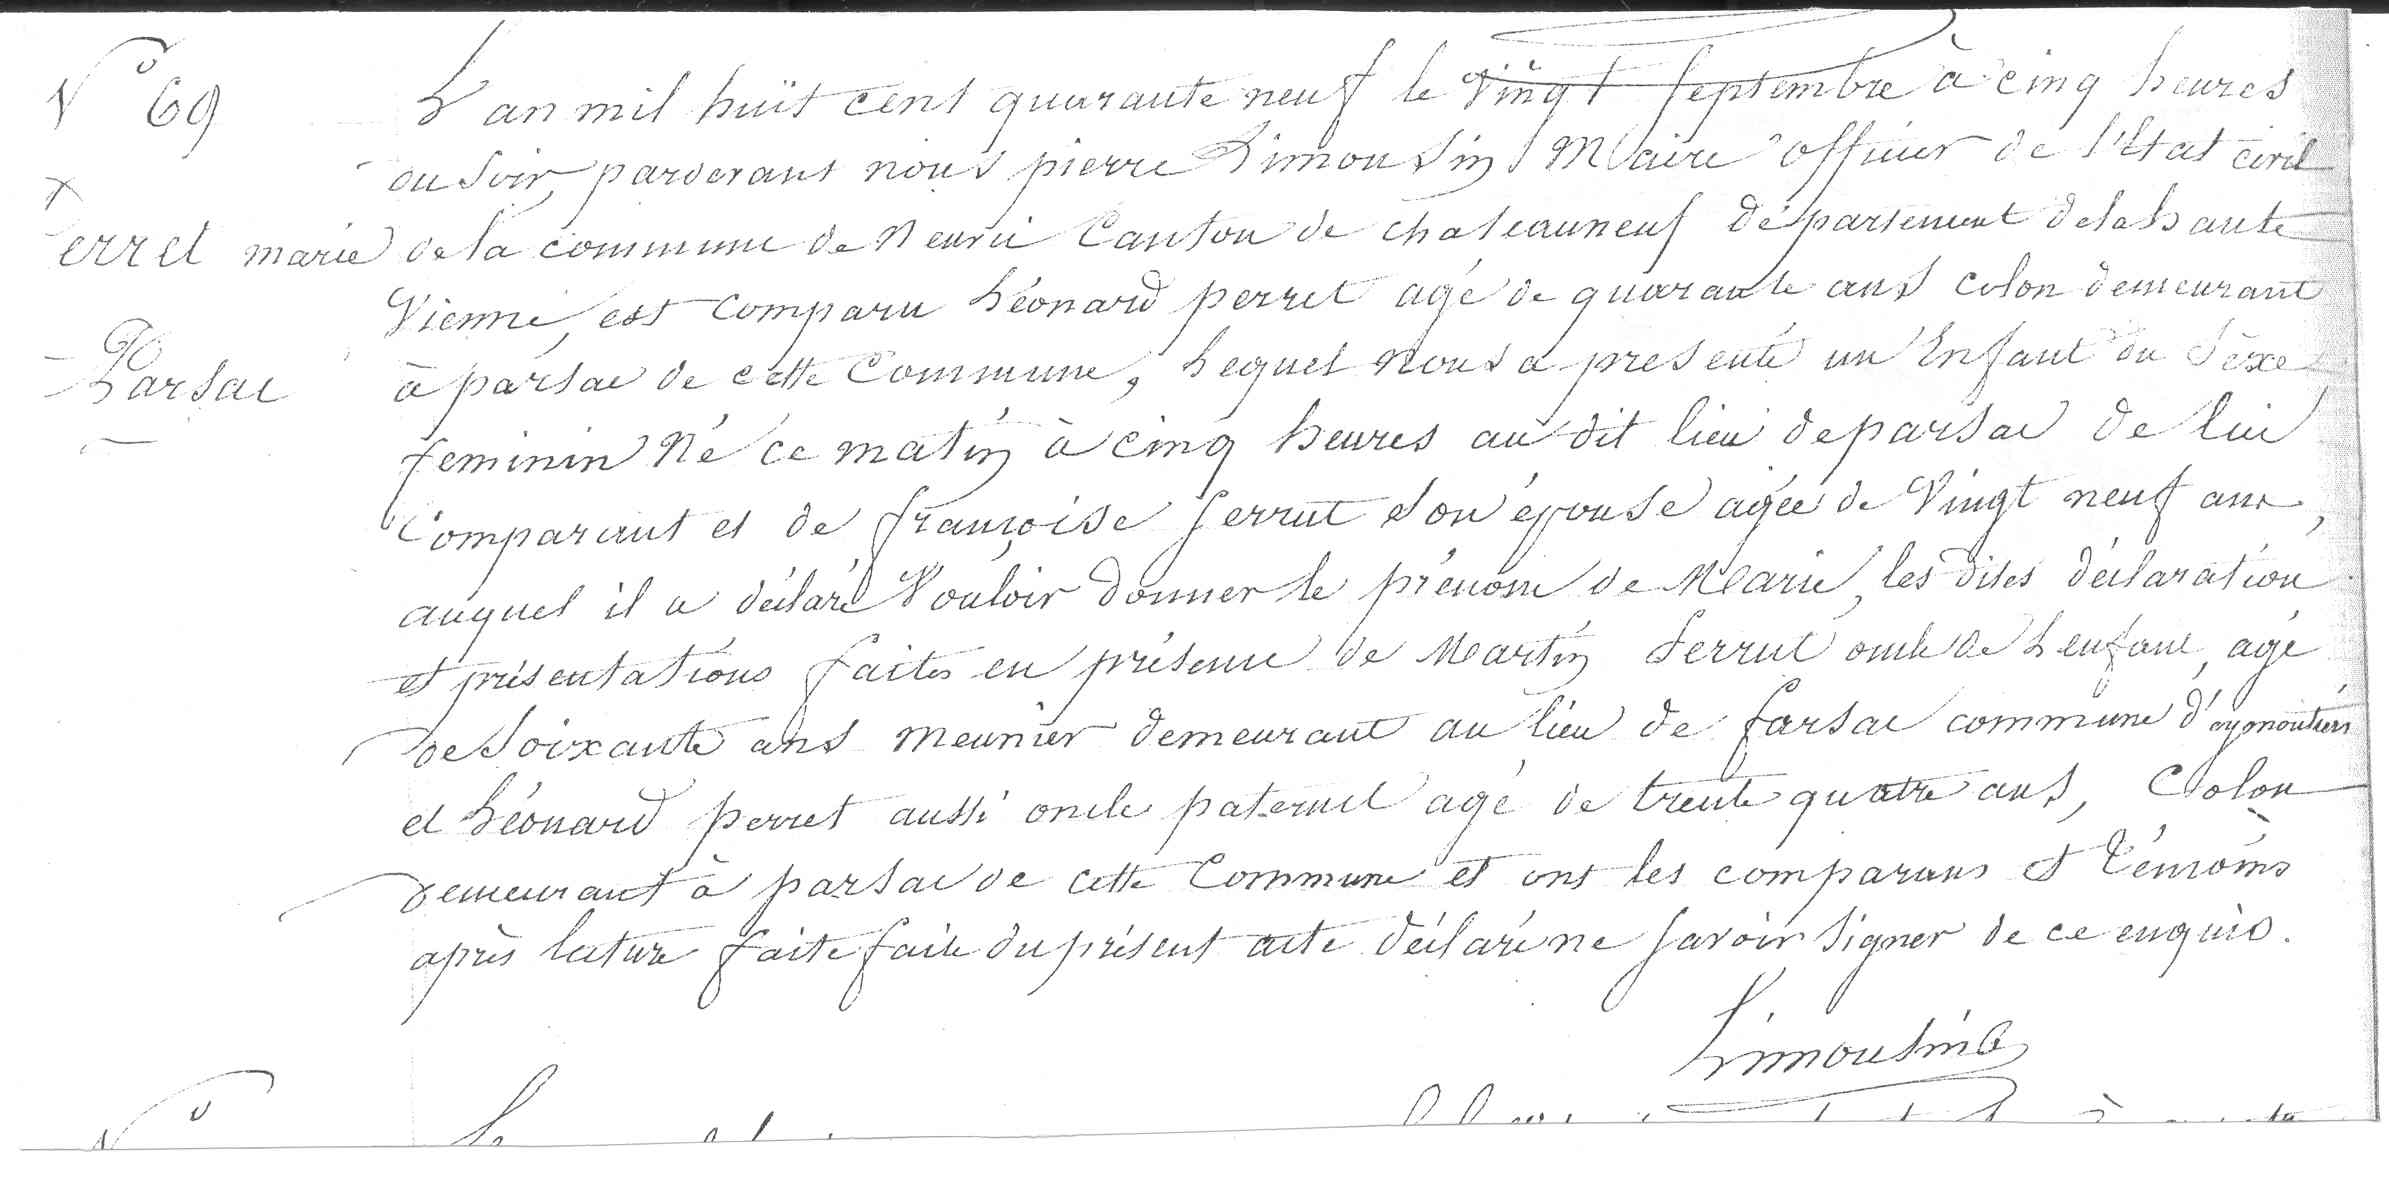 N° 69
L'an mil huit cent quarante neuf le Vingt Septembre à cinq heures
du Soir, pardevant nous pierre Limousin Maire officier de l'Etat civil
Perret marie
de la commune de Neuvic Canton de chateauneuf département de la haute
Vienne, est comparu Léonard perret agé de quarante ans colon demeurant
Parsac
à parsac de cette Commune, Lequel nous a presenté un Enfant du Séxe
feminin Né ce matin à cinq heures au dit lieu de parsac de lui
Comparant et de françoise ferrut Son épouse agée de Vingt neuf ans,
auquel il a déclaré Vouloir donner le prénom de Marie, les dites déclaration
et présentations faites en présence de Martin ferrut oncle de L'enfant, agé
de Soixante ans meunier demeurant au lieu de farsac commune d'eymoutiers
et Léonard perret aussi oncle paternel agé de trente quatre ans, Colon
demeurant à parsac de cette Commune et ont les comparans et témoins
après lecture faite faite du présent acte déclaré ne Savoir Signer de ce enquis.
Limousin
N°